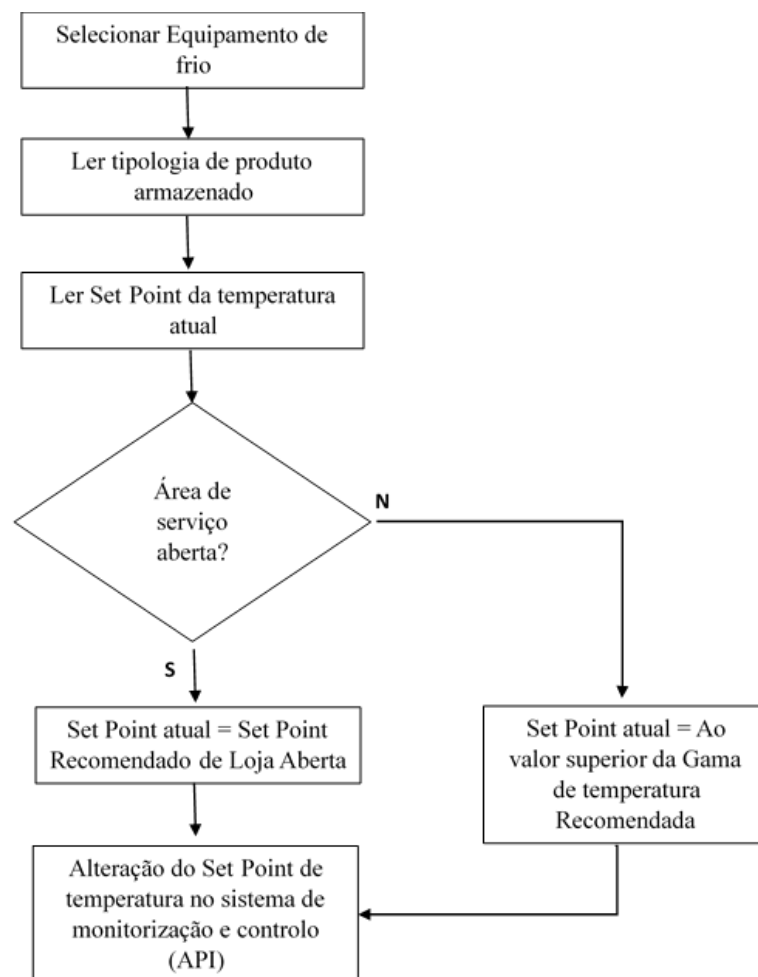 Selecionar Equipamento de
frio
Ler tipologia de produto
armazenado
Ler Set Point da temperatura
atual
Área de
serviço
aberta?
N
S
Set Point atual = Set Point
Recomendado de Loja Aberta
Set Point atual = Ao
valor superior da Gama
de temperatura
Recomendada
Alteração do Set Point de
temperatura no sistema de
monitorização e controlo
(API)